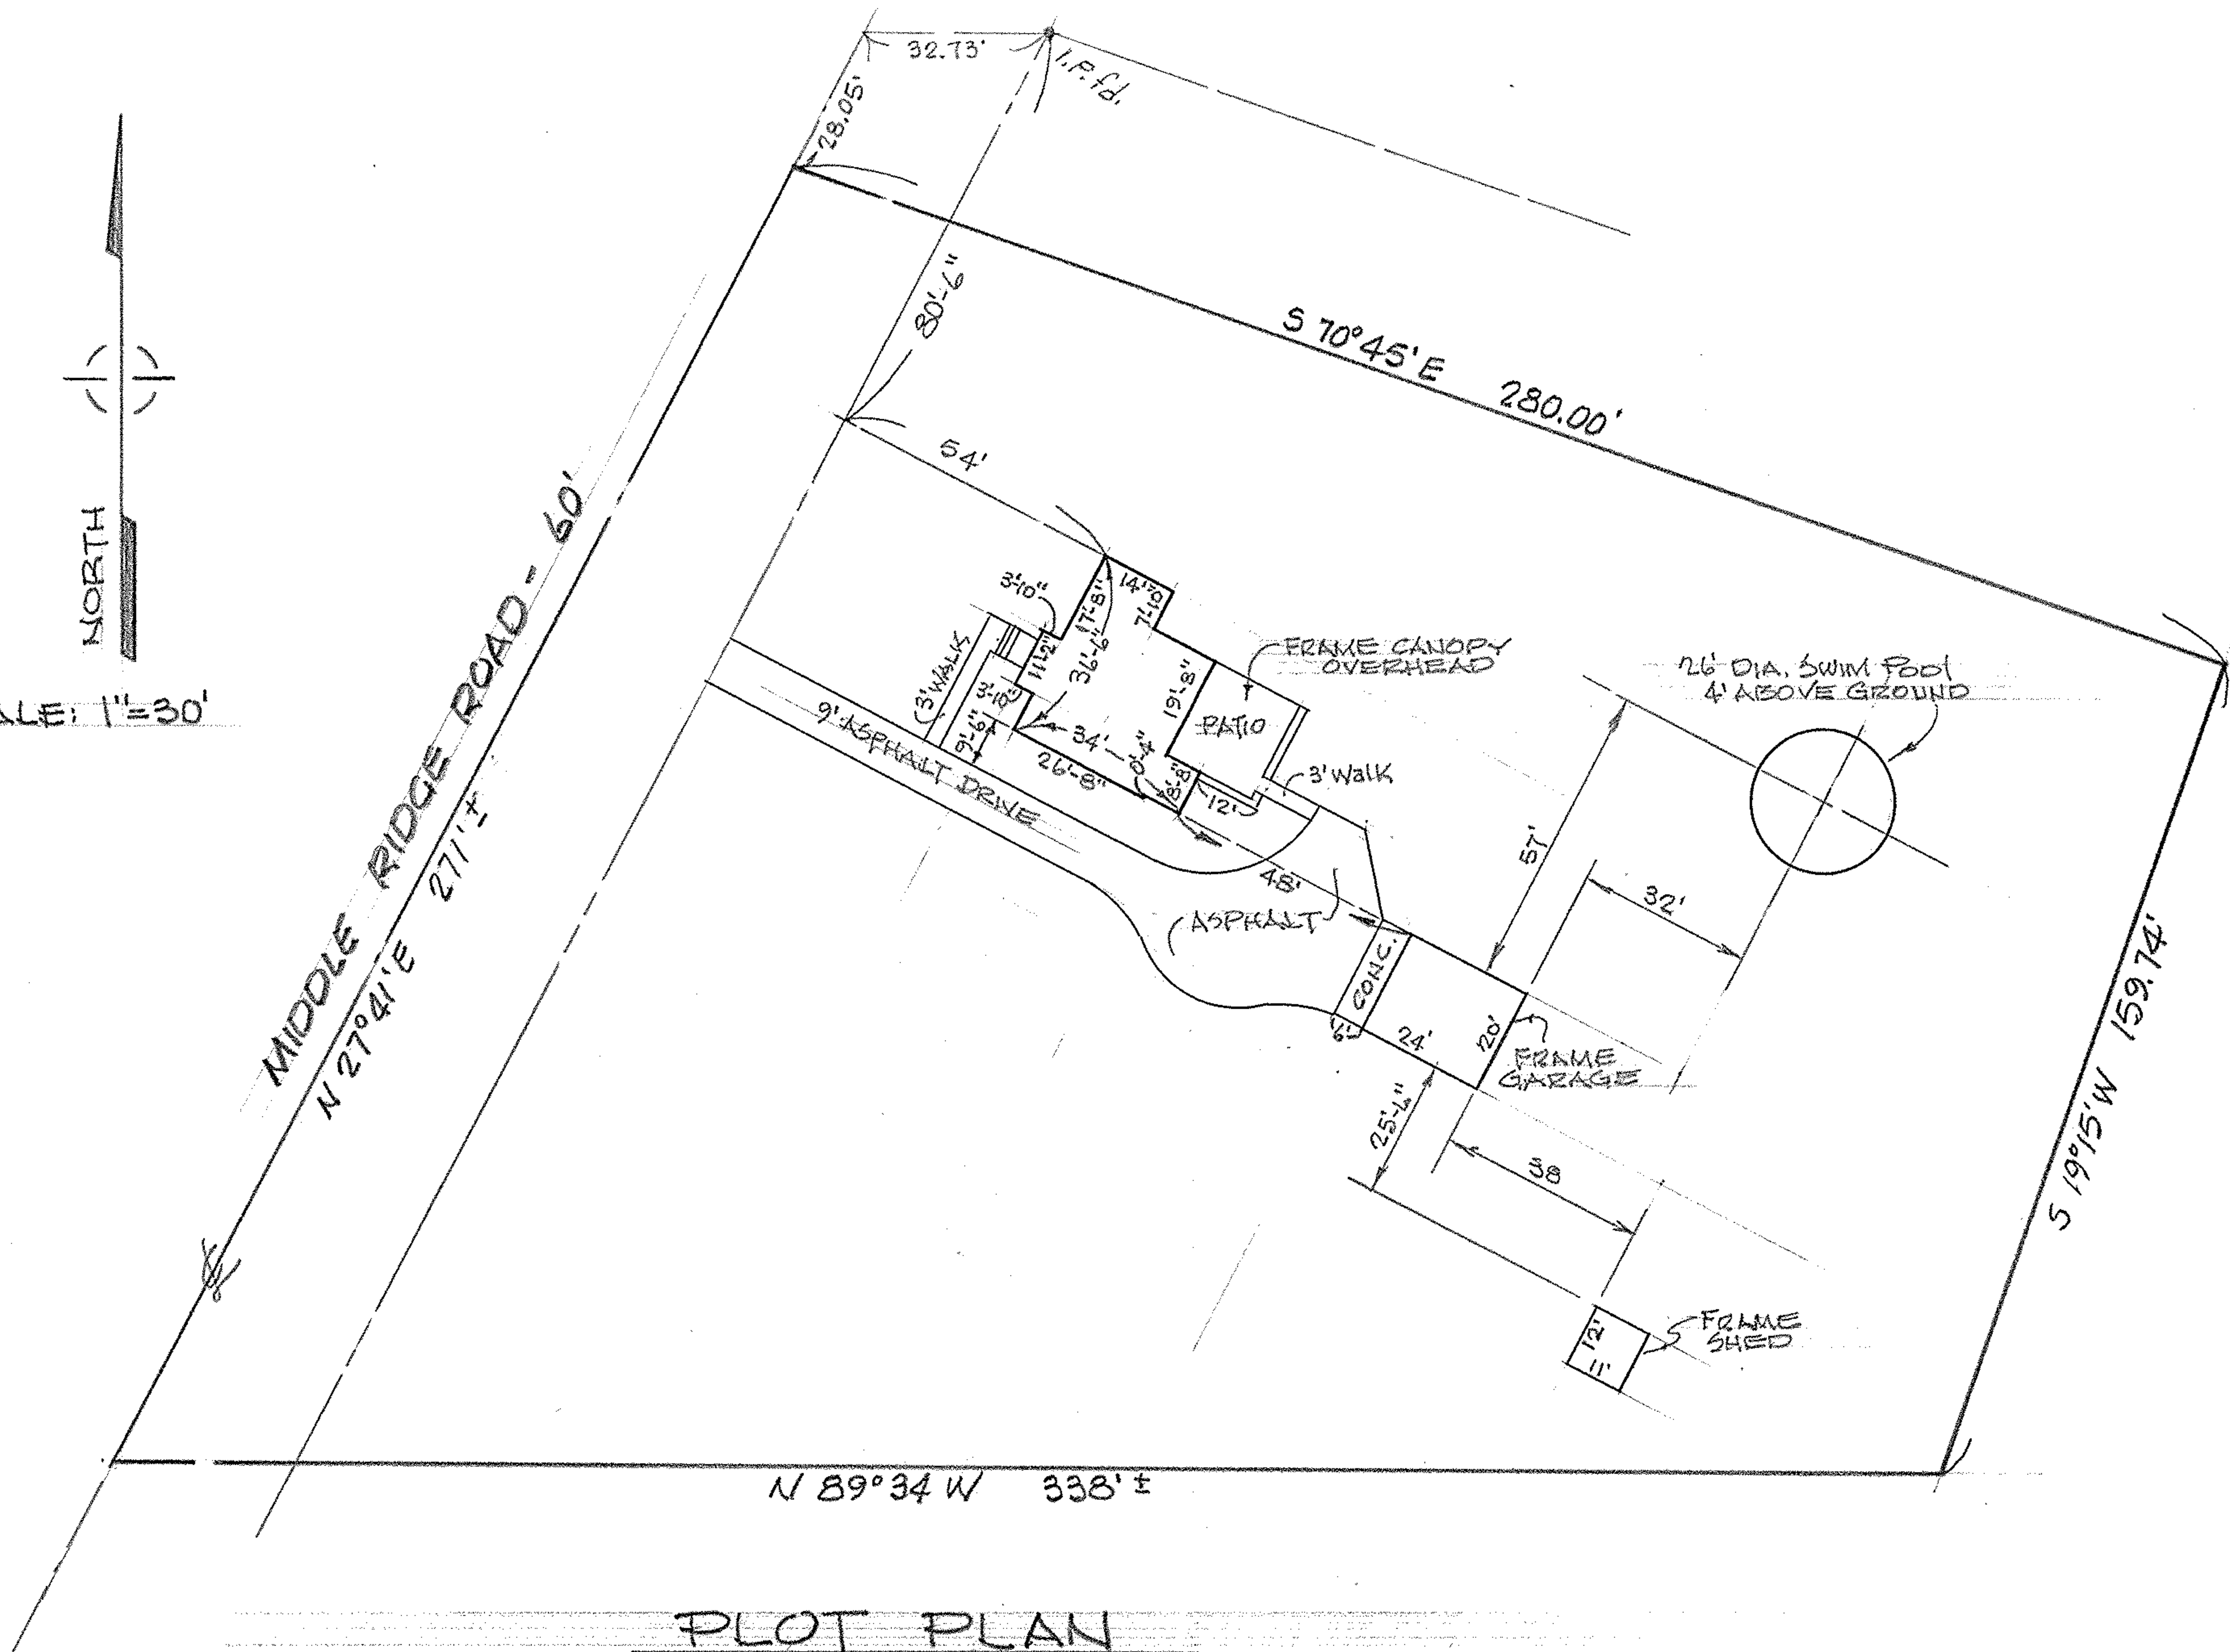 32.73'
I.P. fd.
28.05'
80'-6"
S 70°45'E 280.00'
54'
NORTH
MIDDLE RIDGE ROAD - 60'
3'-10"
17'-8"
14'
7'-10"
11'-2"
36'-6"
FRAME CANOPY
OVERHEAD
26' DIA. SWIM POOL
4' ABOVE GROUND
ALE: 1"=30'
3' WALK
3'-10"
19'-8"
PATIO
9' ASPHALT DRIVE
9'-6"
34'
0'-4"
26'-8"
8'-8"
12'
3' WALK
271' ±
57'
48'
32'
ASPHALT
CONC.
N 27°41' E
6'
24'
20'
FRAME
GARAGE
S 19°15' W 159.74'
38
FRAME
SHED
12'
11'
N 89°34 W 338' ±
PLOT PLAN